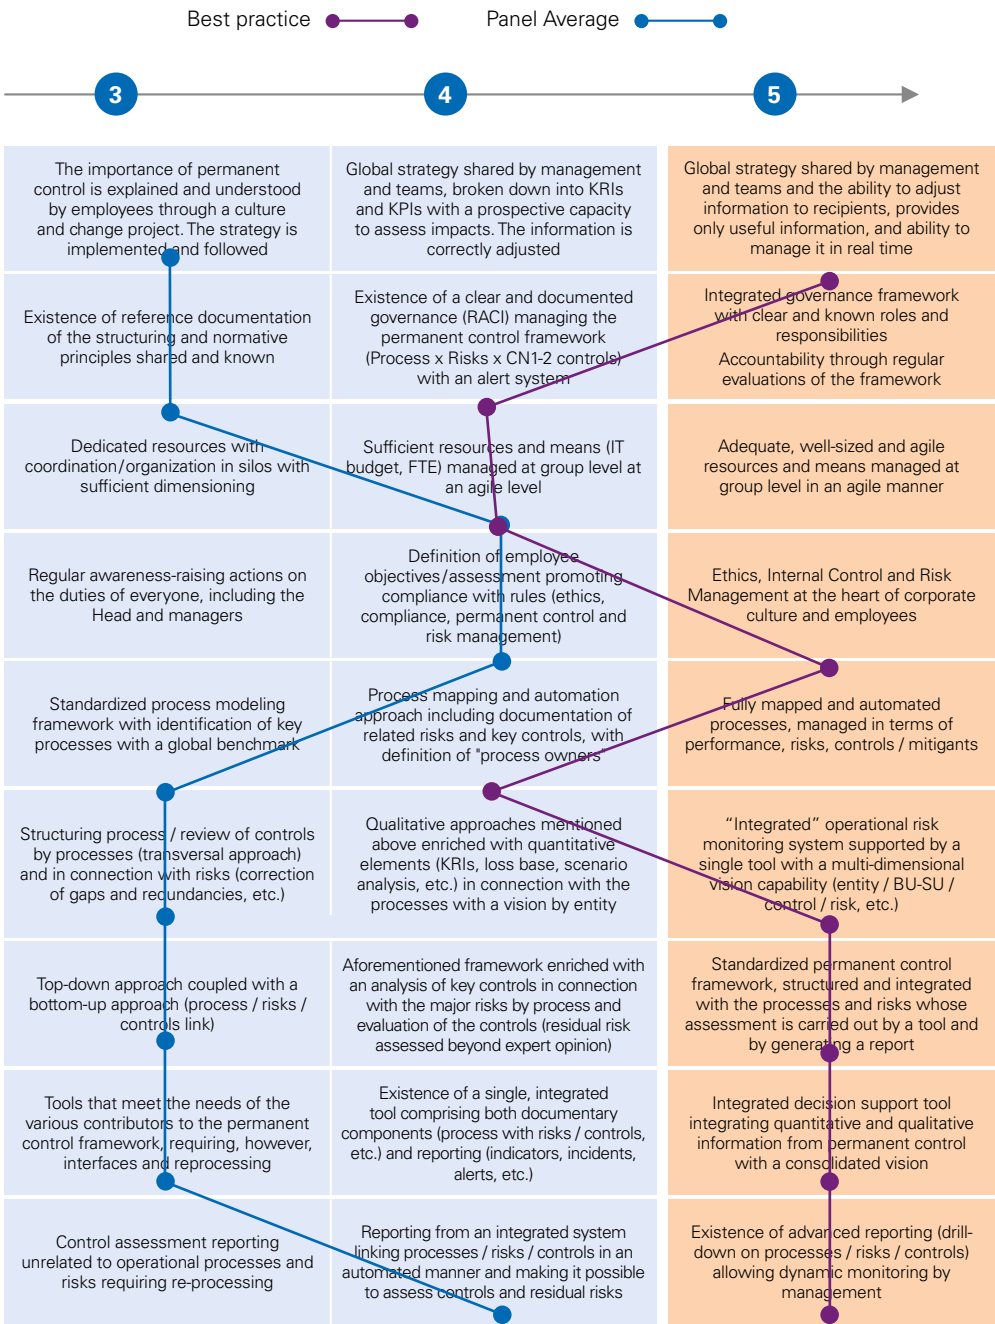 Best practice
Panel Average
3
4
5
The importance of permanent
control is explained and understood
by employees through a culture
and change project. The strategy is
implemented and followed
Global strategy shared by management
and teams, broken down into KRIs
and KPIs with a prospective capacity
to assess impacts. The information is
correctly adjusted
Global strategy shared by management
and teams and the ability to adjust
information to recipients, provides
only useful information, and ability to
manage it in real time
Existence of reference documentation
of the structuring and normative
principles shared and known
Existence of a clear and documented
governance (RACI) managing the
permanent control framework
(Process x Risks x CN1-2 controls)
with an alert system
Integrated governance framework
with clear and known roles and
responsibilities
Accountability through regular
evaluations of the framework
Dedicated resources with
coordination/organization in silos with
sufficient dimensioning
Sufficient resources and means (IT
budget, FTE) managed at group level at
an agile level
Adequate, well-sized and agile
resources and means managed at
group level in an agile manner
Regular awareness-raising actions on
the duties of everyone, including the
Head and managers
Definition of employee
objectives/assessment promoting
compliance with rules (ethics,
compliance, permanent control and
risk management)
Ethics, Internal Control and Risk
Management at the heart of corporate
culture and employees
Standardized process modeling
framework with identification of key
processes with a global benchmark
Process mapping and automation
approach including documentation of
related risks and key controls, with
definition of "process owners"
Fully mapped and automated
processes, managed in terms of
performance, risks, controls / mitigants
Structuring process / review of controls
by processes (transversal approach)
and in connection with risks (correction
of gaps and redundancies, etc.)
Qualitative approaches mentioned
above enriched with quantitative
elements (KRIs, loss base, scenario
analysis, etc.) in connection with the
processes with a vision by entity
“Integrated” operational risk
monitoring system supported by a
single tool with a multi-dimensional
vision capability (entity / BU-SU /
control / risk, etc.)
Top-down approach coupled with a
bottom-up approach (process / risks /
controls link)
Aforementioned framework enriched with
an analysis of key controls in connection
with the major risks by process and
evaluation of the controls (residual risk
assessed beyond expert opinion)
Standardized permanent control
framework, structured and integrated
with the processes and risks whose
assessment is carried out by a tool and
by generating a report
Tools that meet the needs of the
various contributors to the permanent
control framework, requiring, however,
interfaces and reprocessing
Existence of a single, integrated
tool comprising both documentary
components (process with risks / controls,
etc.) and reporting (indicators, incidents,
alerts, etc.)
Integrated decision support tool
integrating quantitative and qualitative
information from permanent control
with a consolidated vision
Control assessment reporting
unrelated to operational processes and
risks requiring re-processing
Reporting from an integrated system
linking processes / risks / controls in an
automated manner and making it possible
to assess controls and residual risks
Existence of advanced reporting (drill-
down on processes / risks / controls)
allowing dynamic monitoring by
management